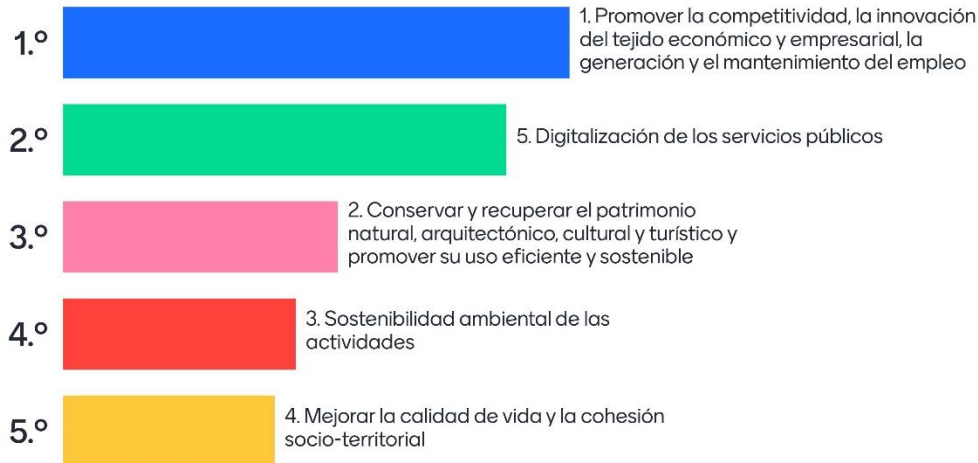 1.º
1. Promover la competitividad, la innovación
del tejido económico y empresarial, la
generación y el mantenimiento del empleo
2.º
5. Digitalización de los servicios públicos
3.º
2. Conservar y recuperar el patrimonio
natural, arquitectónico, cultural y turístico y
promover su uso eficiente y sostenible
4.º
3. Sostenibilidad ambiental de las
actividades
5.º
4. Mejorar la calidad de vida y la cohesión
socio-territorial